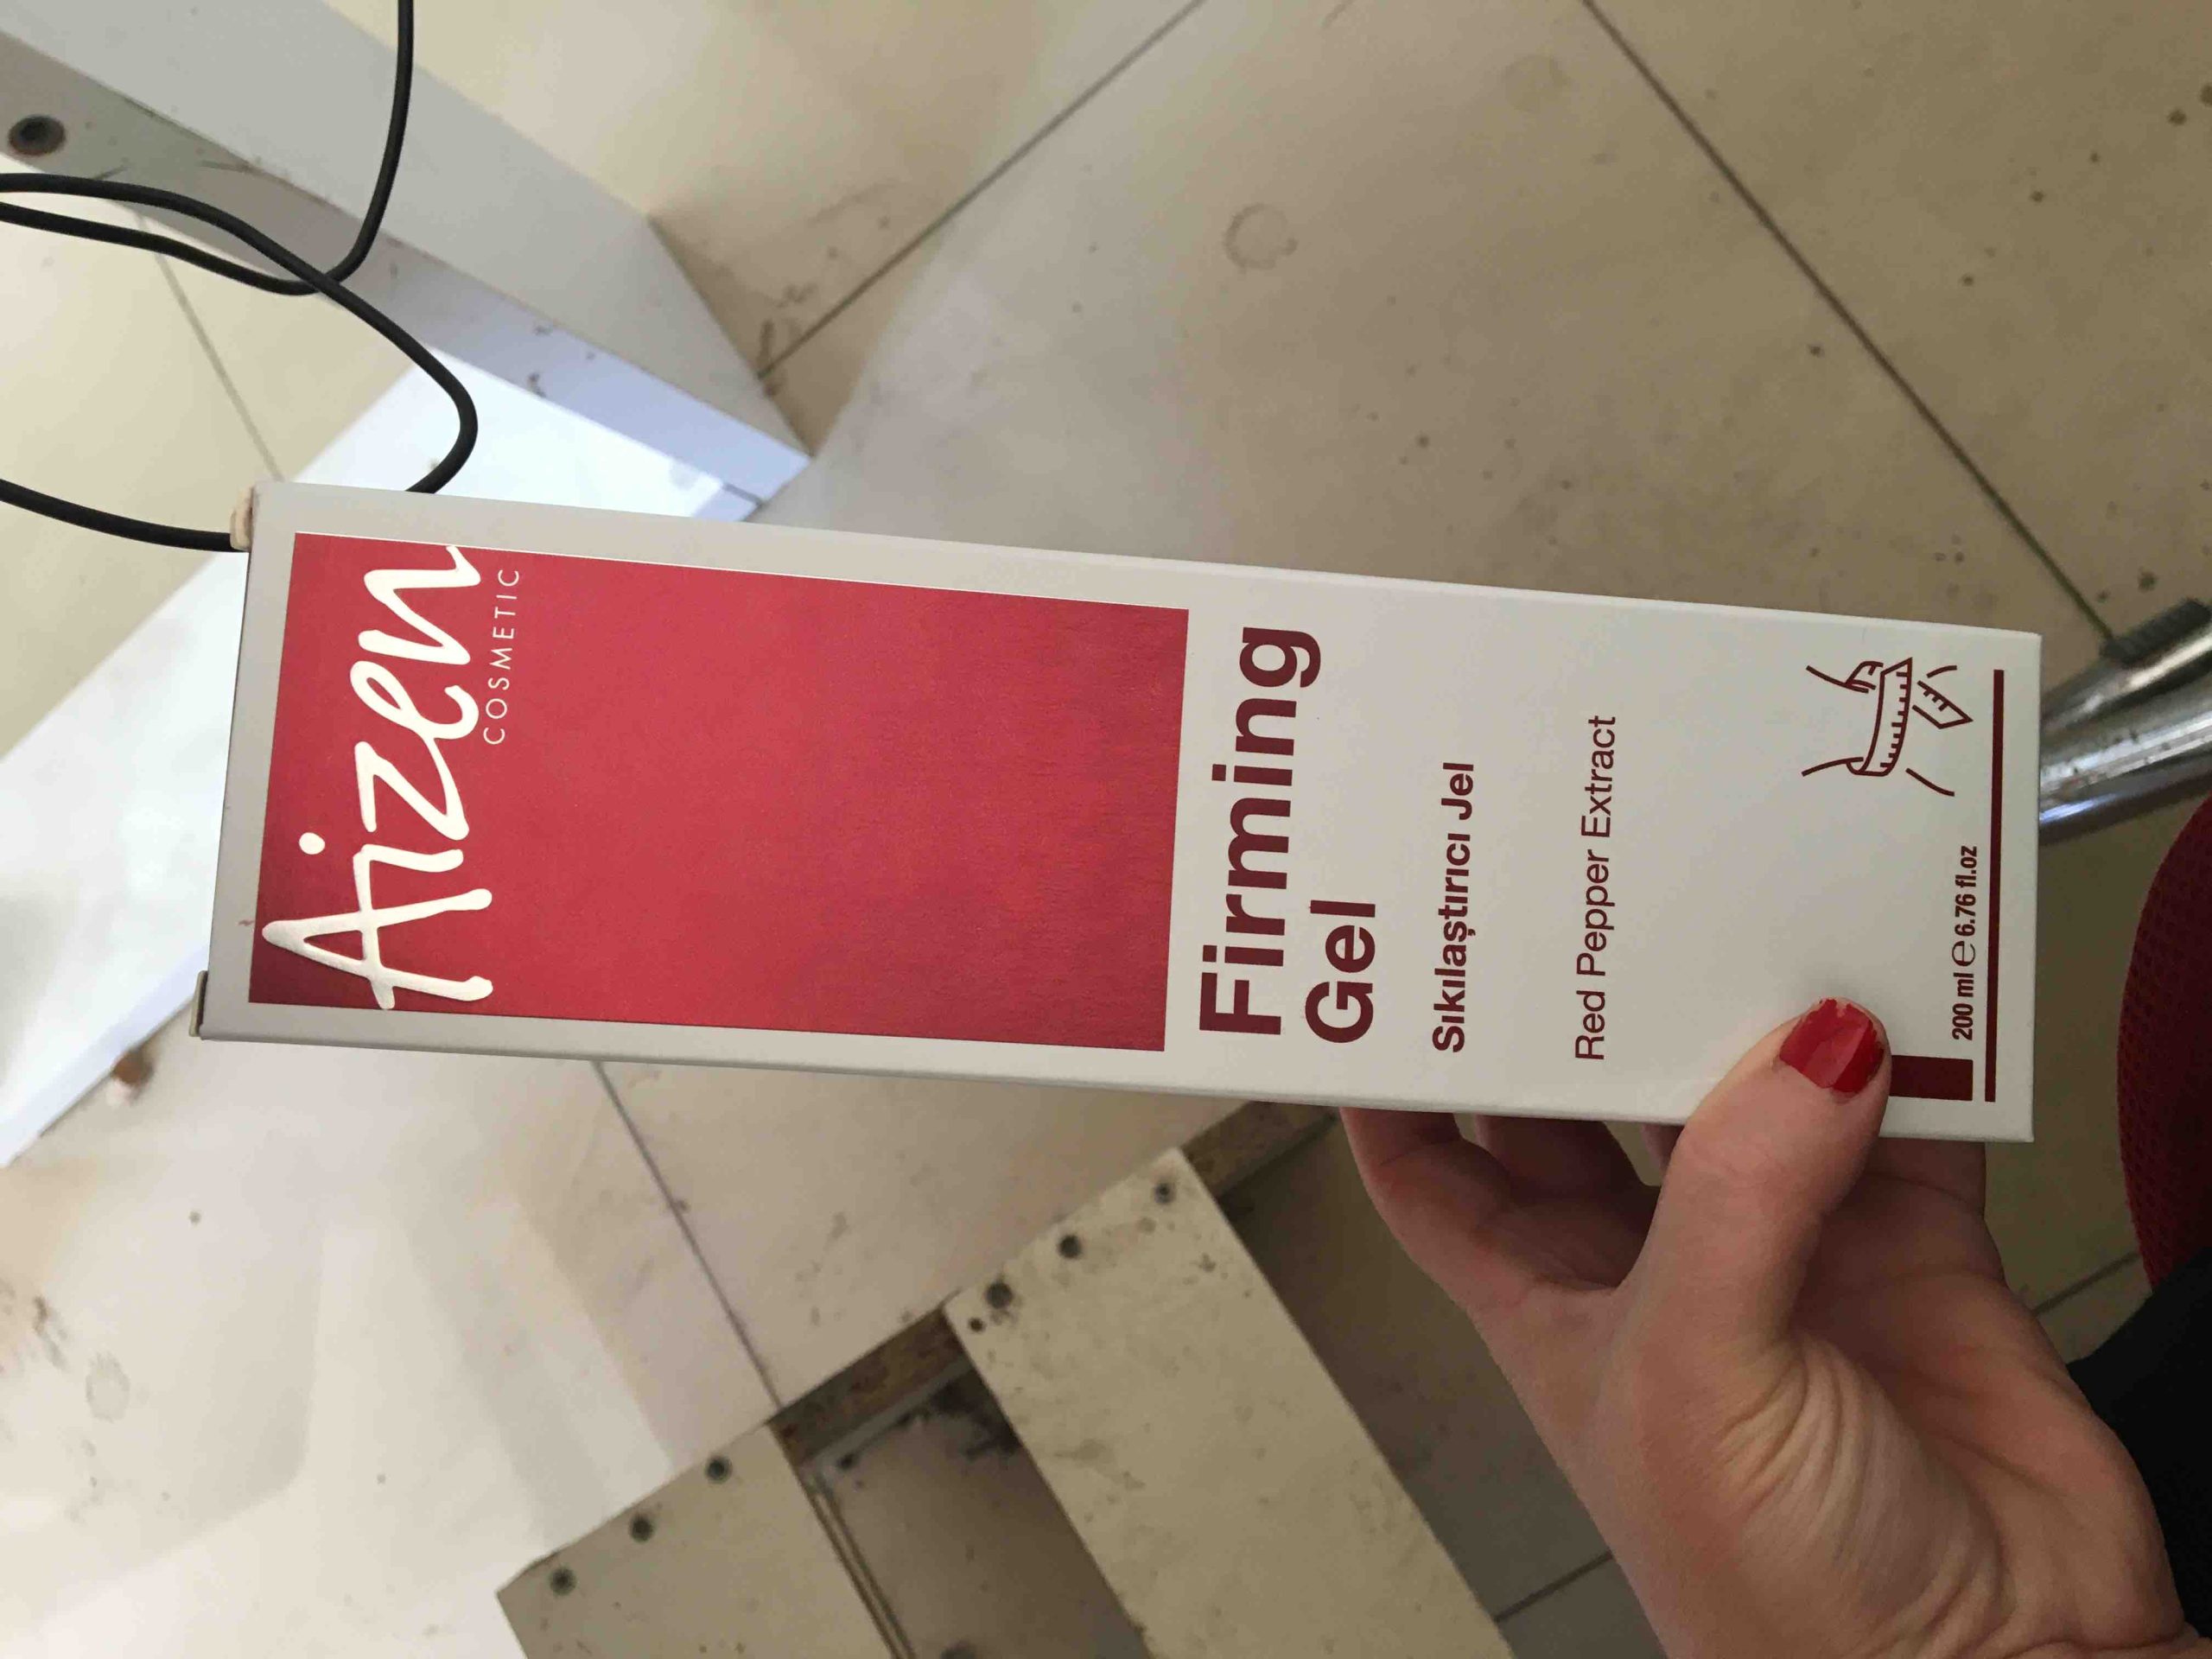 Aizen
COSMETIC
Firming
Gel
Sıkılaştırıcı Jel
Red Pepper Extract
200 ml ℮ 6.76 fl.oz